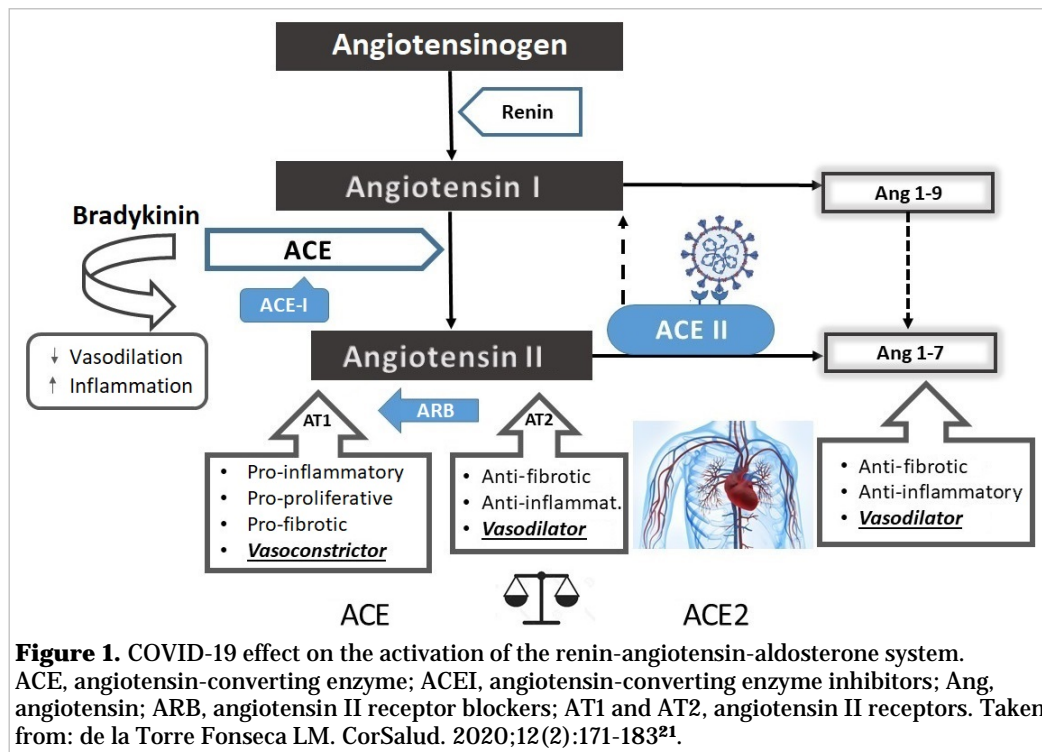 Angiotensinogen
Renin
Angiotensin I
Ang 1-9
Bradykinin
ACE
ACE-I
ACE II
↓ Vasodilation
↑ Inflammation
Angiotensin II
Ang 1-7
AT1
ARB
AT2
• Pro-inflammatory
• Pro-proliferative
• Pro-fibrotic
• Vasoconstrictor
• Anti-fibrotic
• Anti-inflammat.
• Vasodilator
• Anti-fibrotic
• Anti-inflammatory
• Vasodilator
ACE
ACE2
Figure 1. COVID-19 effect on the activation of the renin-angiotensin-aldosterone system.
ACE, angiotensin-converting enzyme; ACEI, angiotensin-converting enzyme inhibitors; Ang,
angiotensin; ARB, angiotensin II receptor blockers; AT1 and AT2, angiotensin II receptors. Taken
from: de la Torre Fonseca LM. CorSalud. 2020;12(2):171-183²¹.